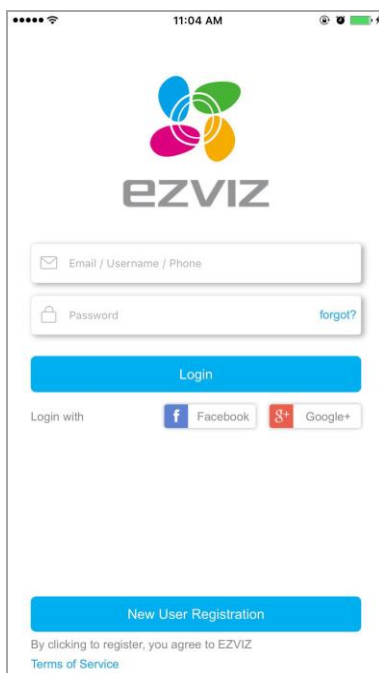 11:04 AM
ezviz
Email / Username / Phone
Password forgot?
Login
Login with f Facebook g+ Google+
New User Registration
By clicking to register, you agree to EZVIZ
Terms of Service